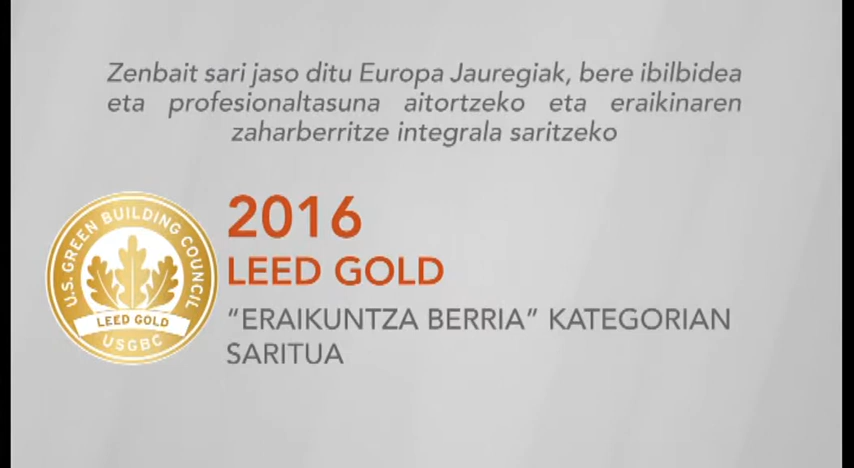 Zenbait sari jaso ditu Europa Jauregiak, bere ibilbidea
eta profesionaltasuna aitortzeko eta eraikinaren
zaharberritze integrala saritzeko
U.S. GREEN BUILDING COUNCIL
LEED GOLD
USGBC
2016
LEED GOLD
“ERAIKUNTZA BERRIA” KATEGORIAN
SARITUA